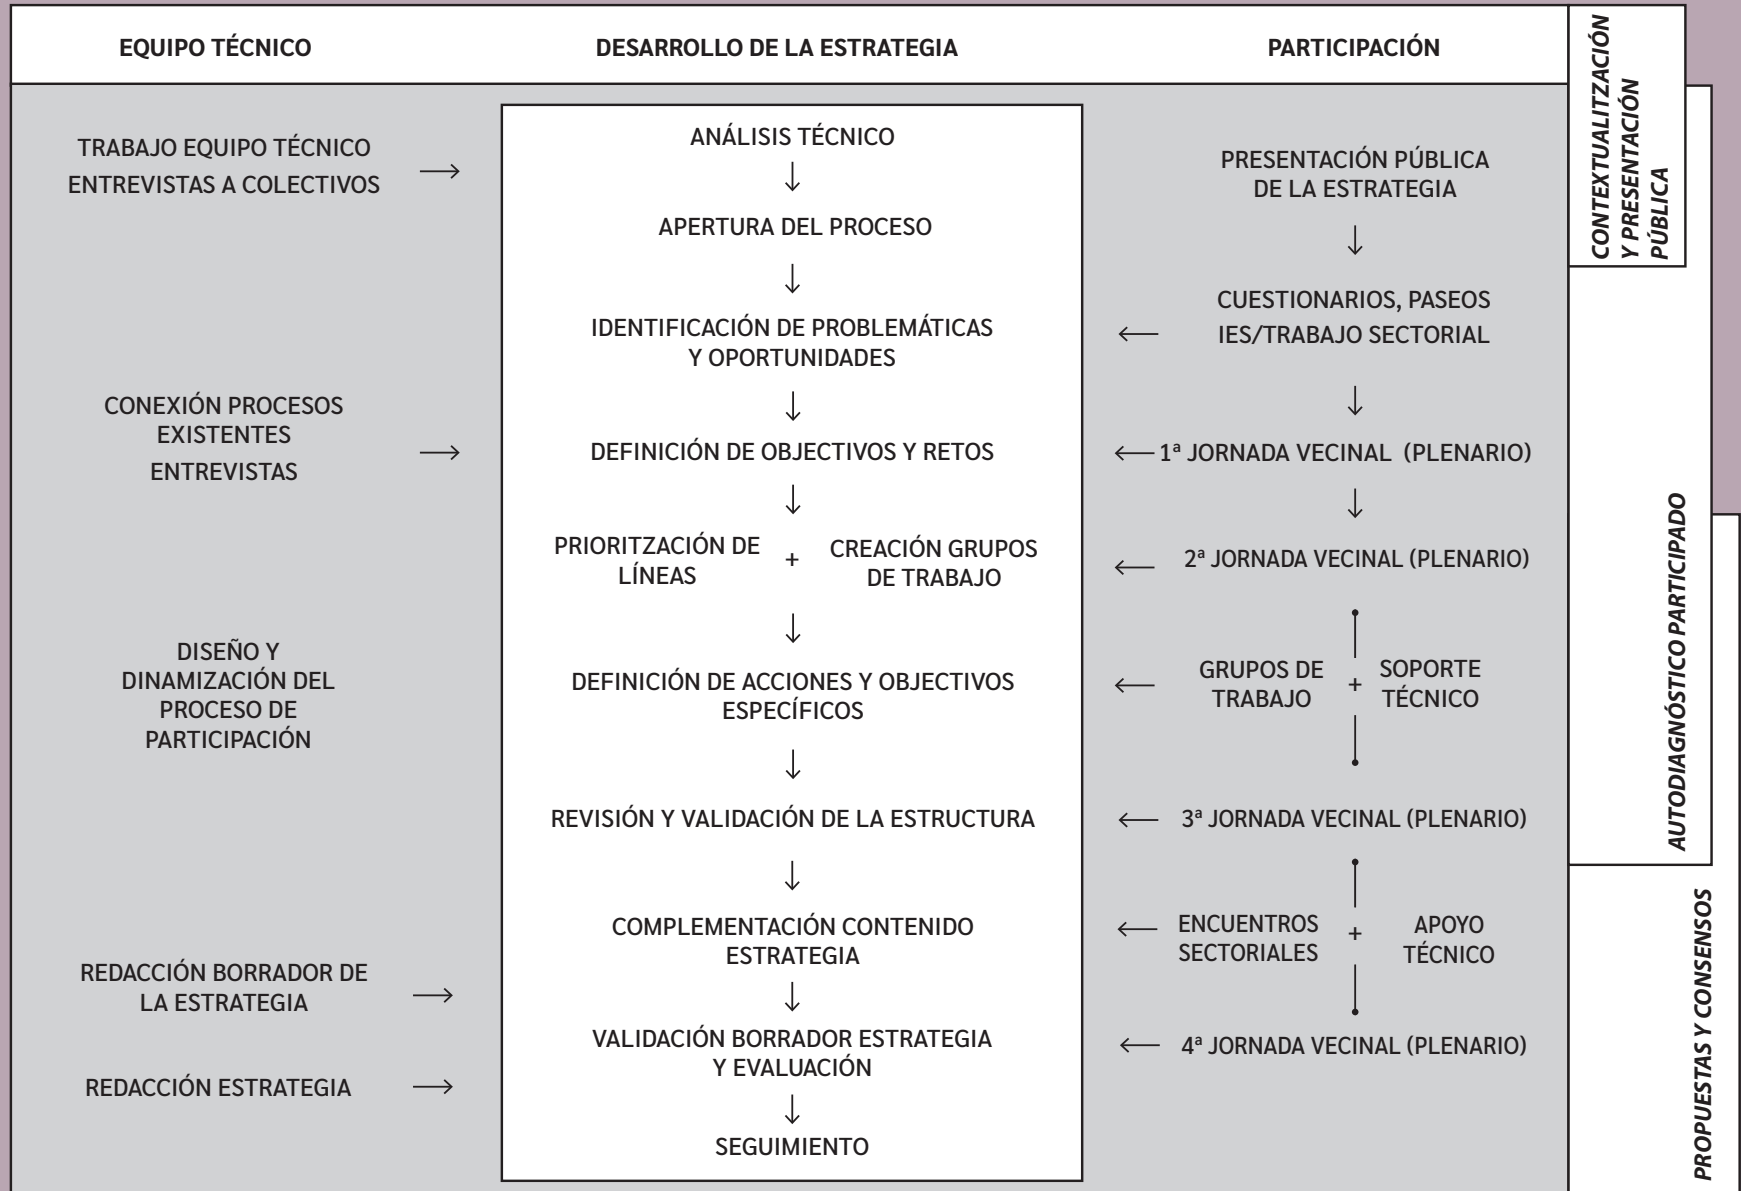 EQUIPO TÉCNICO
DESARROLLO DE LA ESTRATEGIA
PARTICIPACIÓN
TRABAJO EQUIPO TÉCNICO
ENTREVISTAS A COLECTIVOS
CONEXIÓN PROCESOS
EXISTENTES
ENTREVISTAS
DISEÑO Y
DINAMIZACIÓN DEL
PROCESO DE
PARTICIPACIÓN
REDACCIÓN BORRADOR DE
LA ESTRATEGIA
REDACCIÓN ESTRATEGIA
ANÁLISIS TÉCNICO
APERTURA DEL PROCESO
IDENTIFICACIÓN DE PROBLEMÁTICAS
Y OPORTUNIDADES
DEFINICIÓN DE OBJECTIVOS Y RETOS
PRIORITZACIÓN DE
LÍNEAS
+
CREACIÓN GRUPOS
DE TRABAJO
DEFINICIÓN DE ACCIONES Y OBJECTIVOS
ESPECÍFICOS
REVISIÓN Y VALIDACIÓN DE LA ESTRUCTURA
COMPLEMENTACIÓN CONTENIDO
ESTRATEGIA
VALIDACIÓN BORRADOR ESTRATEGIA
Y EVALUACIÓN
SEGUIMIENTO
PRESENTACIÓN PÚBLICA
DE LA ESTRATEGIA
CUESTIONARIOS, PASEOS
IES/TRABAJO SECTORIAL
1ª JORNADA VECINAL (PLENARIO)
2ª JORNADA VECINAL (PLENARIO)
GRUPOS DE
TRABAJO
+
SOPORTE
TÉCNICO
3ª JORNADA VECINAL (PLENARIO)
ENCUENTROS
SECTORIALES
+
APOYO
TÉCNICO
4ª JORNADA VECINAL (PLENARIO)
CONTEXTUALITZACIÓN
Y PRESENTACIÓN
PÚBLICA
AUTODIAGNÓSTICO PARTICIPADO
PROPUESTAS Y CONSENSOS